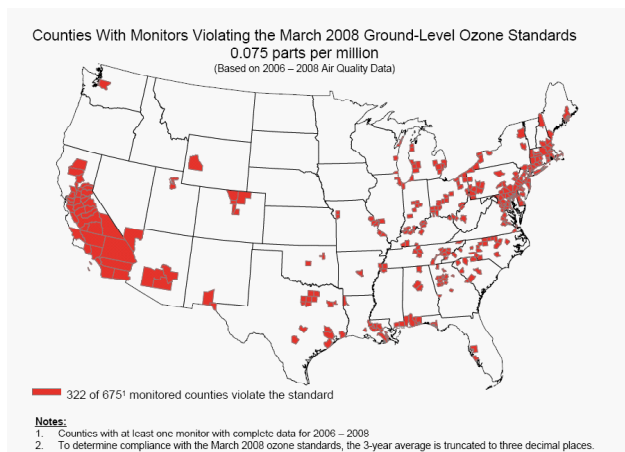 Counties With Monitors Violating the March 2008 Ground-Level Ozone Standards
0.075 parts per million
(Based on 2006 – 2008 Air Quality Data)
322 of 675¹ monitored counties violate the standard
Notes:
1. Counties with at least one monitor with complete data for 2006 – 2008
2. To determine compliance with the March 2008 ozone standards, the 3-year average is truncated to three decimal places.